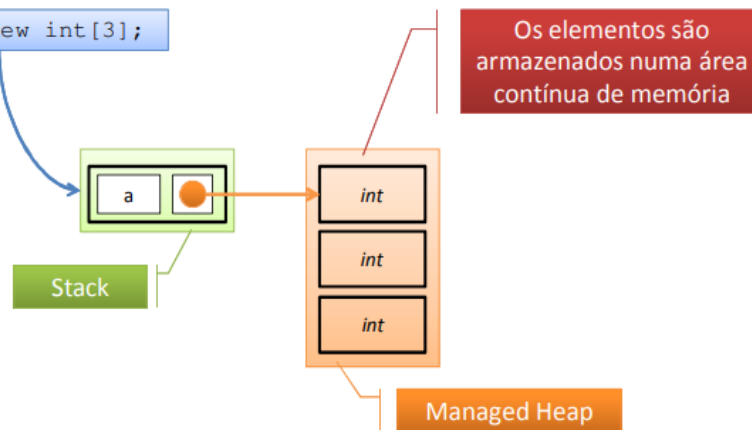 ew int[3];
Os elementos são
armazenados numa área
contínua de memória
a
int
int
int
Stack
Managed Heap